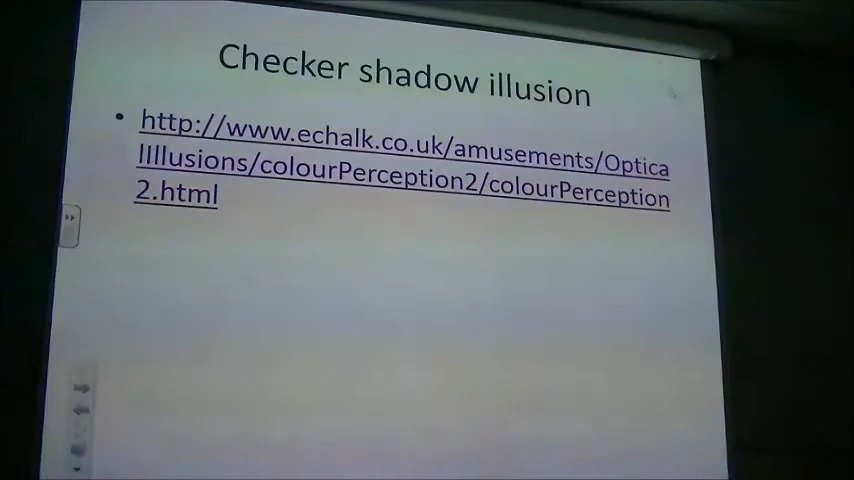 Checker shadow illusion
• http://www.echalk.co.uk/amusements/Optica
lIllusions/colourPerception2/colourPerception
2.html